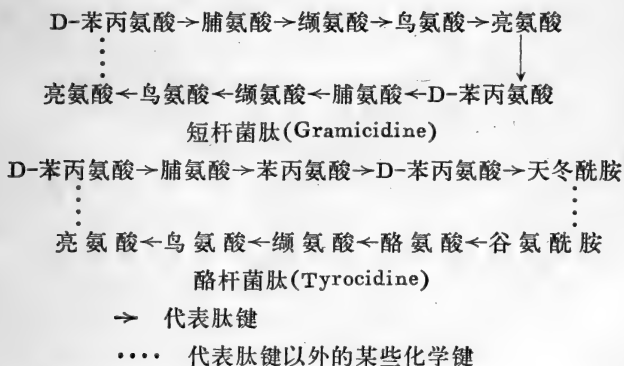 D-苯丙氨酸→脯氨酸→缬氨酸→鸟氨酸→亮氨酸
亮氨酸←鸟氨酸←缬氨酸←脯氨酸←D-苯丙氨酸
短杆菌肽(Gramicidine)
D-苯丙氨酸→脯氨酸→苯丙氨酸→D-苯丙氨酸→天冬酰胺
亮氨酸←鸟氨酸←缬氨酸←酪氨酸←谷氨酰胺
酪杆菌肽(Tyrocidine)
→ 代表肽键
···· 代表肽键以外的某些化学键